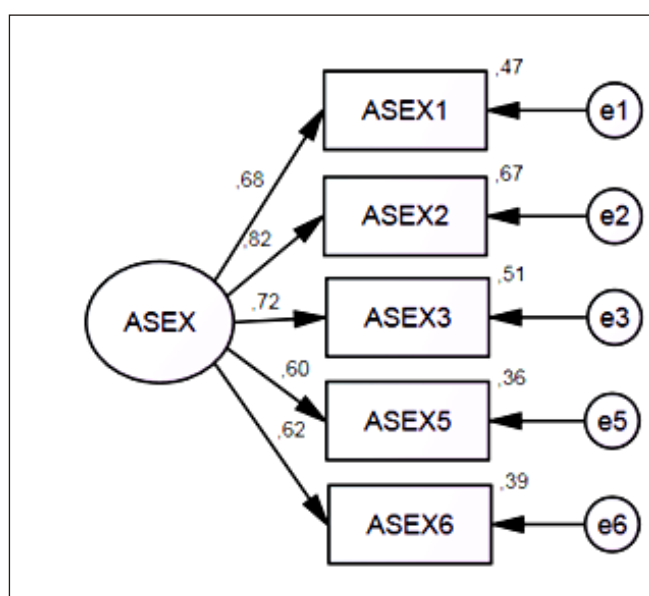 ,47
ASEX1
e1
,68
,67
ASEX2
e2
,82
,51
ASEX
,72
ASEX3
e3
,60
,36
ASEX5
e5
,62
,39
ASEX6
e6